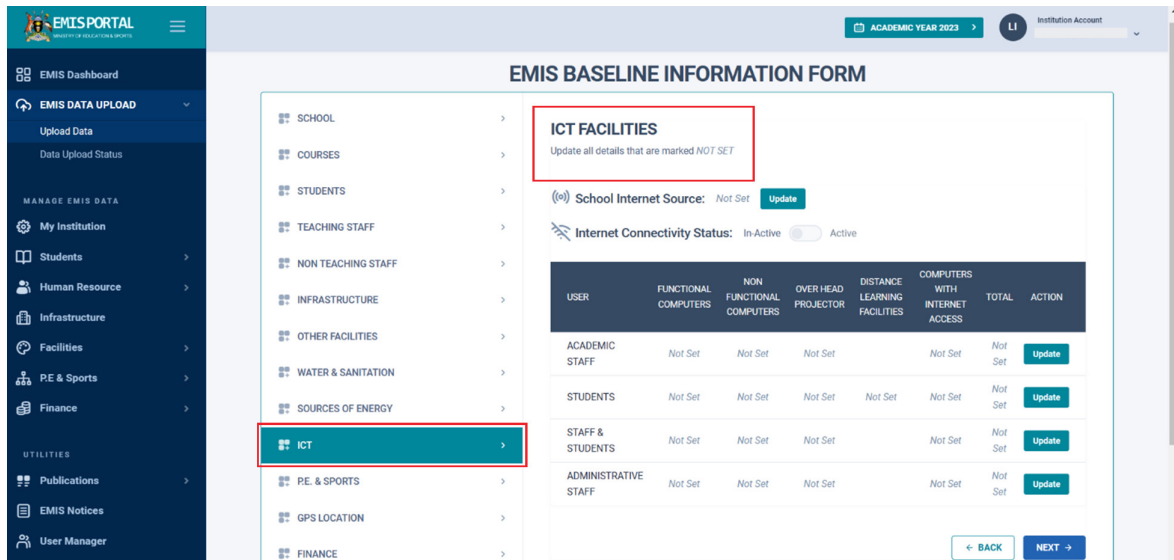 EMIS PORTAL
MINISTRY OF EDUCATION & SPORTS
ACADEMIC YEAR 2023
LI
Institution Account
EMIS Dashboard
EMIS DATA UPLOAD
Upload Data
Data Upload Status
MANAGE EMIS DATA
My Institution
Students
Human Resource
Infrastructure
Facilities
P.E & Sports
Finance
UTILITIES
Publications
EMIS Notices
User Manager
EMIS BASELINE INFORMATION FORM
SCHOOL
COURSES
STUDENTS
TEACHING STAFF
NON TEACHING STAFF
INFRASTRUCTURE
OTHER FACILITIES
WATER & SANITATION
SOURCES OF ENERGY
ICT
P.E. & SPORTS
GPS LOCATION
FINANCE
ICT FACILITIES
Update all details that are marked NOT SET
School Internet Source: Not Set Update
Internet Connectivity Status: In-Active Active
USER FUNCTIONAL COMPUTERS NON FUNCTIONAL COMPUTERS OVER HEAD PROJECTOR DISTANCE LEARNING FACILITIES COMPUTERS WITH INTERNET ACCESS TOTAL ACTION
ACADEMIC STAFF Not Set Not Set Not Set Not Set Not Set Update
STUDENTS Not Set Not Set Not Set Not Set Not Set Not Set Update
STAFF & STUDENTS Not Set Not Set Not Set Not Set Not Set Update
ADMINISTRATIVE STAFF Not Set Not Set Not Set Not Set Not Set Update
← BACK
NEXT →